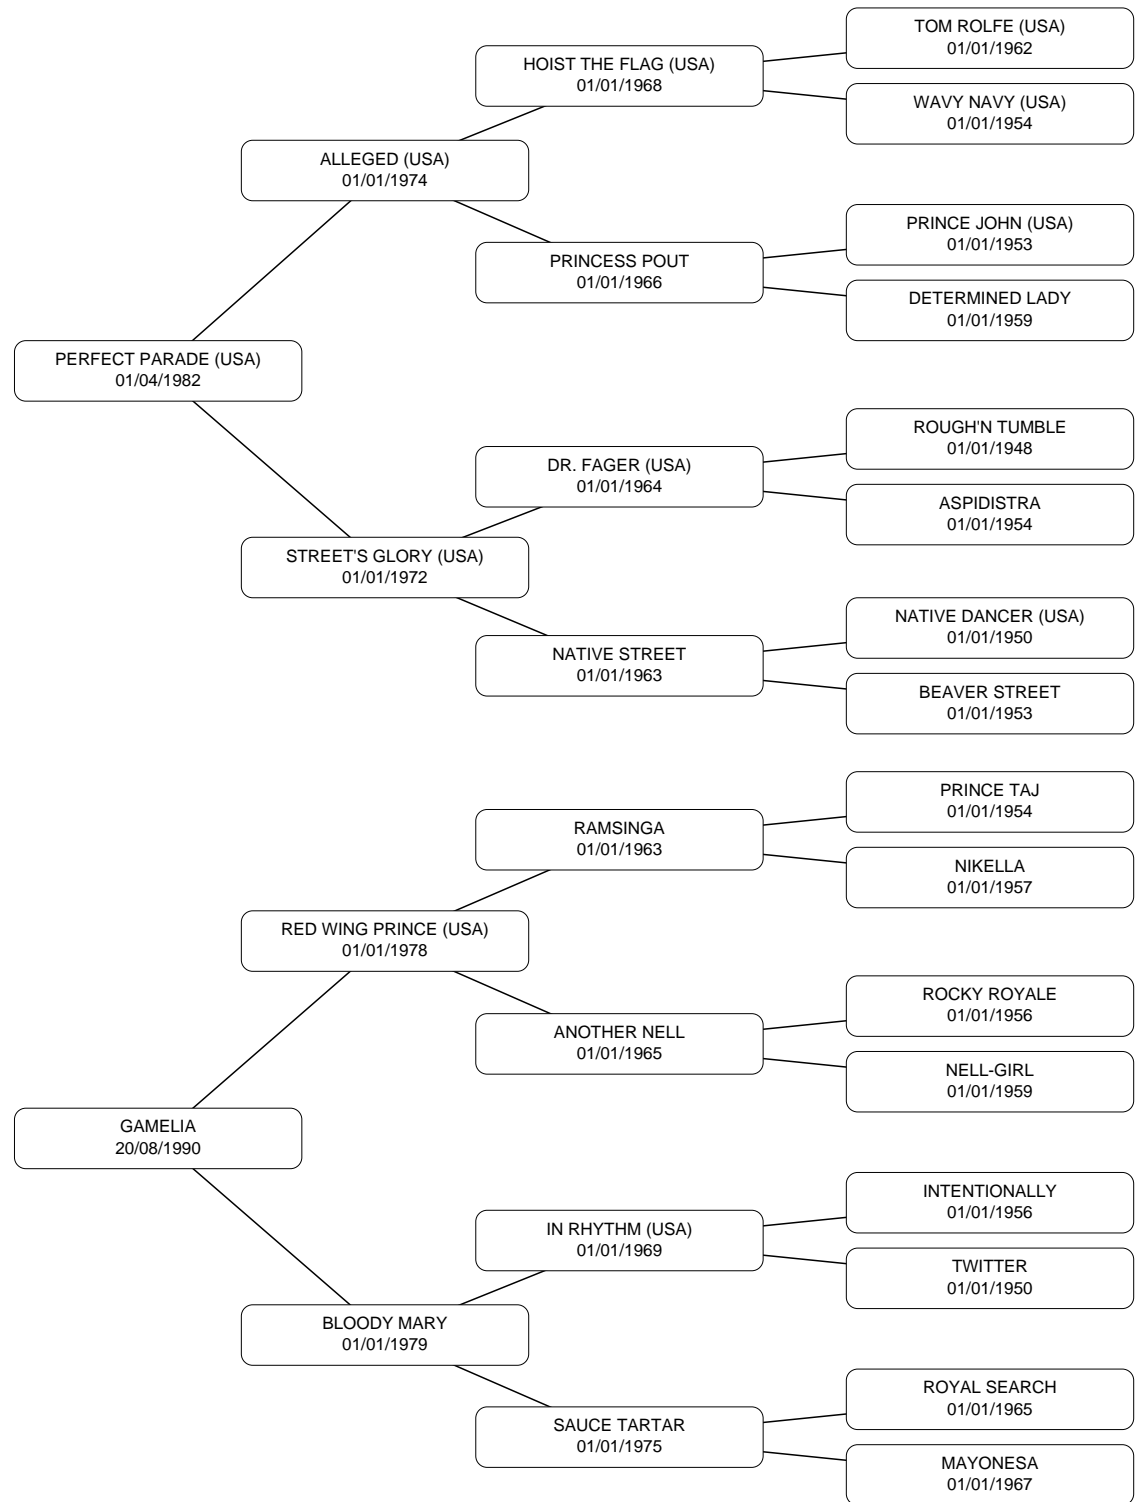 TOM ROLFE (USA)
01/01/1962
HOIST THE FLAG (USA)
01/01/1968
WAVY NAVY (USA)
01/01/1954
ALLEGED (USA)
01/01/1974
PRINCE JOHN (USA)
01/01/1953
PRINCESS POUT
01/01/1966
DETERMINED LADY
01/01/1959
PERFECT PARADE (USA)
01/04/1982
ROUGH'N TUMBLE
01/01/1948
DR. FAGER (USA)
01/01/1964
ASPIDISTRA
01/01/1954
STREET'S GLORY (USA)
01/01/1972
NATIVE DANCER (USA)
01/01/1950
NATIVE STREET
01/01/1963
BEAVER STREET
01/01/1953
PRINCE TAJ
01/01/1954
RAMSINGA
01/01/1963
NIKELLA
01/01/1957
RED WING PRINCE (USA)
01/01/1978
ROCKY ROYALE
01/01/1956
ANOTHER NELL
01/01/1965
NELL-GIRL
01/01/1959
GAMELIA
20/08/1990
INTENTIONALLY
01/01/1956
IN RHYTHM (USA)
01/01/1969
TWITTER
01/01/1950
BLOODY MARY
01/01/1979
ROYAL SEARCH
01/01/1965
SAUCE TARTAR
01/01/1975
MAYONESA
01/01/1967